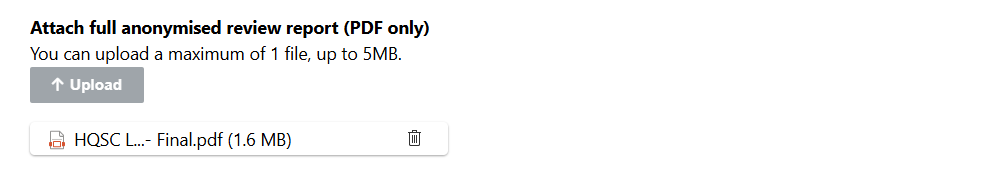 Attach full anonymised review report (PDF only)
You can upload a maximum of 1 file, up to 5MB.
Upload
HQSC L...- Final.pdf (1.6 MB)